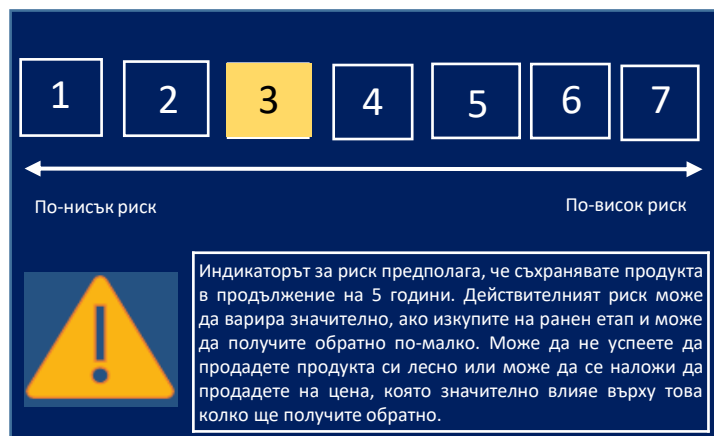 1 2 3 4 5 6 7
По-нисък риск По-висок риск
Индикаторът за риск предполага, че съхранявате продукта
в продължение на 5 години. Действителният риск може
да варира значително, ако изкупите на ранен етап и може
да получите обратно по-малко. Може да не успеете да
продадете продукта си лесно или може да се наложи да
продадете на цена, която значително влияе върху това
колко ще получите обратно.